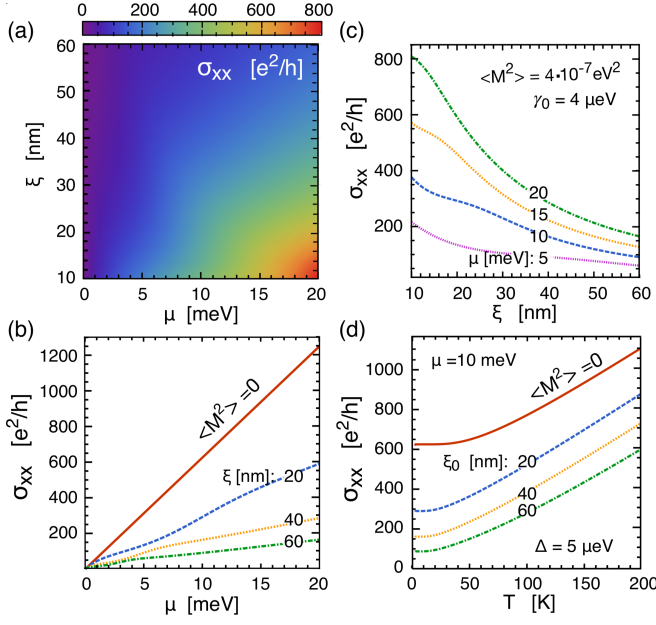 0 200 400 600 800
(a)
60
50
40
30
20
10
ξ [nm]
σxx [e²/h]
0 5 10 15 20
μ [meV]
(c)
800
600
400
200
σxx [e²/h]
<M²> = 4•10⁻⁷eV²
γ₀ = 4 μeV
20
15
10
μ [meV]: 5
10 20 30 40 50 60
ξ [nm]
(b)
1200
1000
800
600
400
200
σxx [e²/h]
<M²> =0
ξ [nm]: 20
40
60
0 5 10 15 20
μ [meV]
(d)
1000
800
600
400
200
0
σxx [e²/h]
μ =10 meV
<M²> =0
ξ₀ [nm]: 20
40
60
Δ = 5 μeV
0 50 100 150 200
T [K]